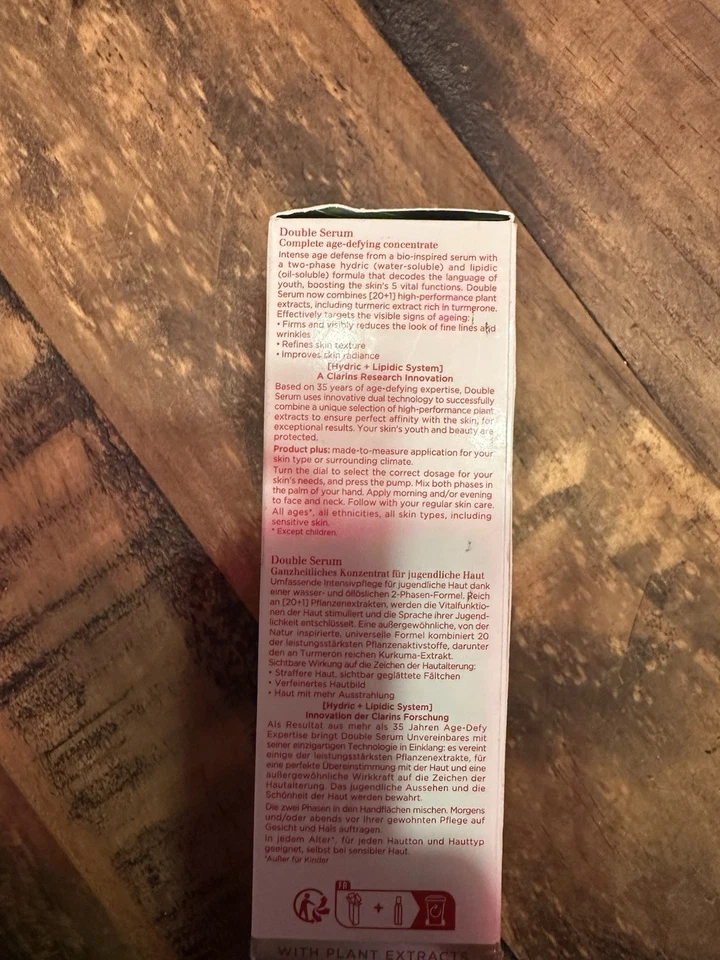 Double Serum
Complete age-defying concentrate
Intense age defense from a bio-inspired serum with
a two-phase hydric (water-soluble) and lipidic
(oil-soluble) formula that decodes the language of
youth, boosting the skin's 5 vital functions. Double
Serum now combines [20+1] high-performance plant
extracts, including turmeric extract rich in turmerone.
Effectively targets the visible signs of ageing:
• Firms and visibly reduces the look of fine lines and
wrinkles
• Refines skin texture
• Improves skin radiance
[Hydric + Lipidic System]
A Clarins Research Innovation
Based on 35 years of age-defying expertise, Double
Serum uses innovative dual technology to successfully
combine a unique selection of high-performance plant
extracts to ensure perfect affinity with the skin, for
exceptional results. Your skin's youth and beauty are
protected.
Product plus: made-to-measure application for your
skin type or surrounding climate.
Turn the dial to select the correct dosage for your
skin's needs, and press the pump. Mix both phases in
the palm of your hand. Apply morning and/or evening
to face and neck. Follow with your regular skin care.
All ages*, all ethnicities, all skin types, including
sensitive skin.
* Except children.
Double Serum
Ganzheitliches Konzentrat für jugendliche Haut
Umfassende Intensivpflege für jugendliche Haut dank
einer wasser- und öllöslichen 2-Phasen-Formel. Reich
an [20+1] Pflanzenextrakten, werden die Vitalfunktio-
nen der Haut stimuliert und die Sprache ihrer Jugend-
lichkeit entschlüsselt. Eine außergewöhnliche, von der
Natur inspirierte, universelle Formel kombiniert 20
der leistungsstärksten Pflanzenaktivstoffe, darunter
den an Turmeron reichen Kurkuma-Extrakt.
Sichtbare Wirkung auf die Zeichen der Hautalterung:
• Straffere Haut, sichtbar geglättete Fältchen
• Verfeinertes Hautbild
• Haut mit mehr Ausstrahlung
[Hydric + Lipidic System]
Innovation der Clarins Forschung
Als Resultat aus mehr als 35 Jahren Age-Defy
Expertise bringt Double Serum Unvereinbares mit
seiner einzigartigen Technologie in Einklang: es vereint
einige der leistungsstärksten Pflanzenextrakte, für
eine perfekte Übereinstimmung mit der Haut und eine
außergewöhnliche Wirkkraft auf die Zeichen der
Hautalterung. Das jugendliche Aussehen und die
Schönheit der Haut werden bewahrt.
Die zwei Phasen in den Handflächen mischen. Morgens
und/oder abends vor Ihrer gewohnten Pflege auf
Gesicht und Hals auftragen.
In jedem Alter*, für jeden Hautton und Hauttyp
geeignet, selbst bei sensibler Haut.
*Außer für Kinder
FR
+
WITH PLANT EXTRACTS